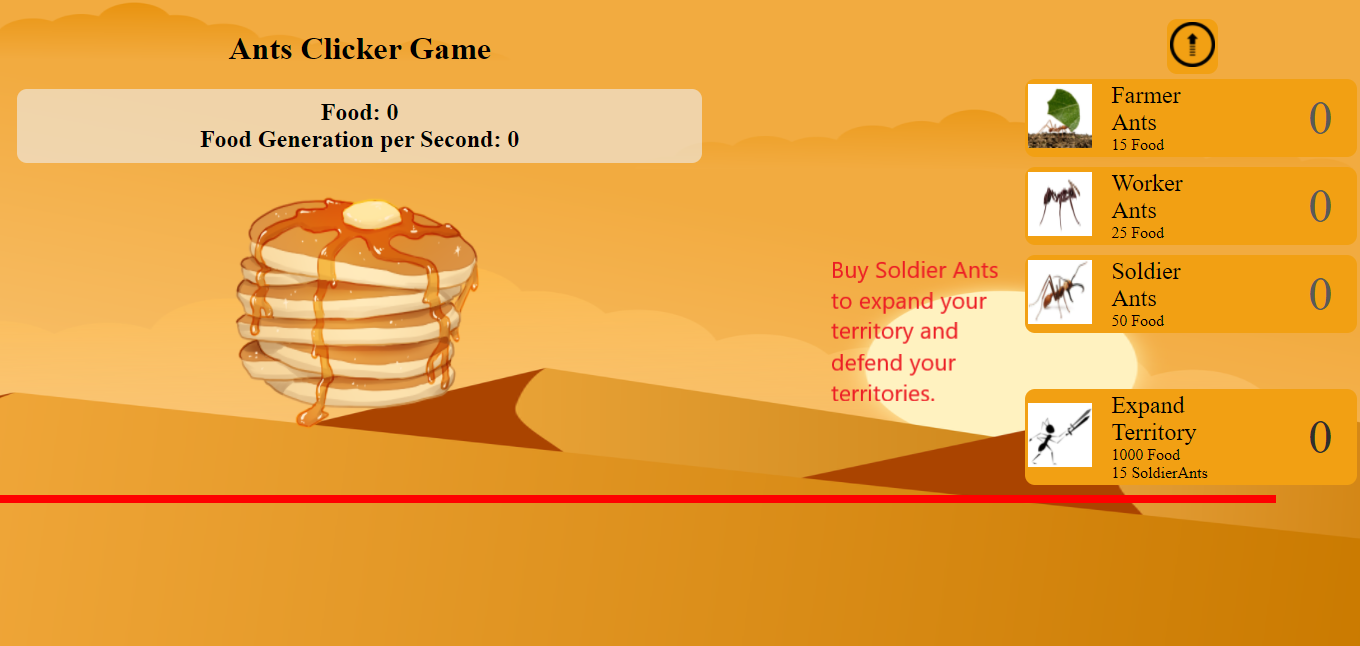 Ants Clicker Game
Food: 0
Food Generation per Second: 0
Farmer
Ants
15 Food
0
Worker
Ants
25 Food
0
Soldier
Ants
50 Food
0
Buy Soldier Ants
to expand your
territory and
defend your
territories.
Expand
Territory
1000 Food
15 SoldierAnts
0